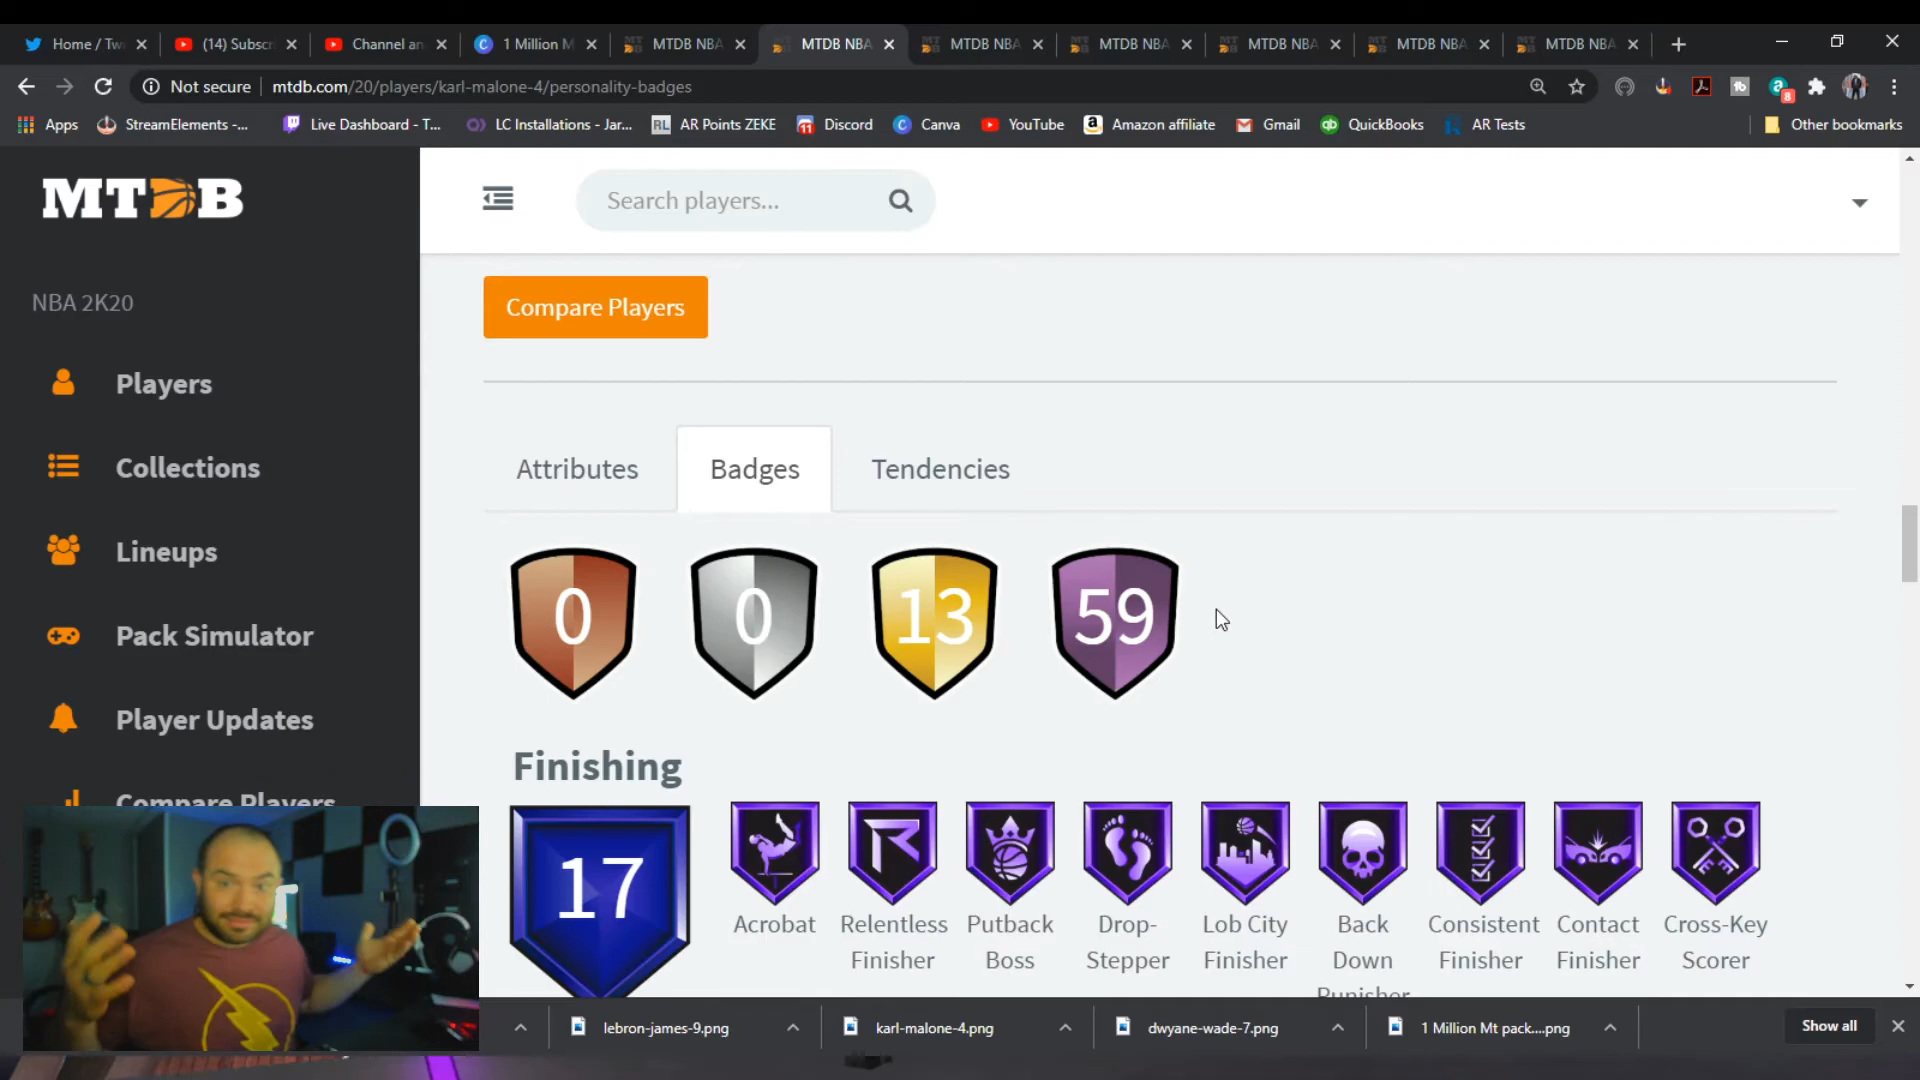 Home / Tw
(14) Subscr
Channel an
1 Million M
MTDB NBA
MTDB NBA
MTDB NBA
MTDB NBA
MTDB NBA
MTDB NBA
MTDB NBA
Not secure
mtdb.com/20/players/karl-malone-4/personality-badges
8
Apps
StreamElements -...
Live Dashboard - T...
LC Installations - Jar...
RL
AR Points ZEKE
11
Discord
Canva
YouTube
Amazon affiliate
Gmail
QuickBooks
AR Tests
Other bookmarks
MTDB
Search players...
NBA 2K20
Players
Collections
Lineups
Pack Simulator
Player Updates
Compare Players
Compare Players
Attributes
Badges
Tendencies
0
0
13
59
Finishing
17
Acrobat
Relentless
Finisher
Putback
Boss
Drop-
Stepper
Lob City
Finisher
Back
Down
Punisher
Consistent
Finisher
Contact
Finisher
Cross-Key
Scorer
lebron-james-9.png
karl-malone-4.png
dwyane-wade-7.png
1 Million Mt pack....png
Show all